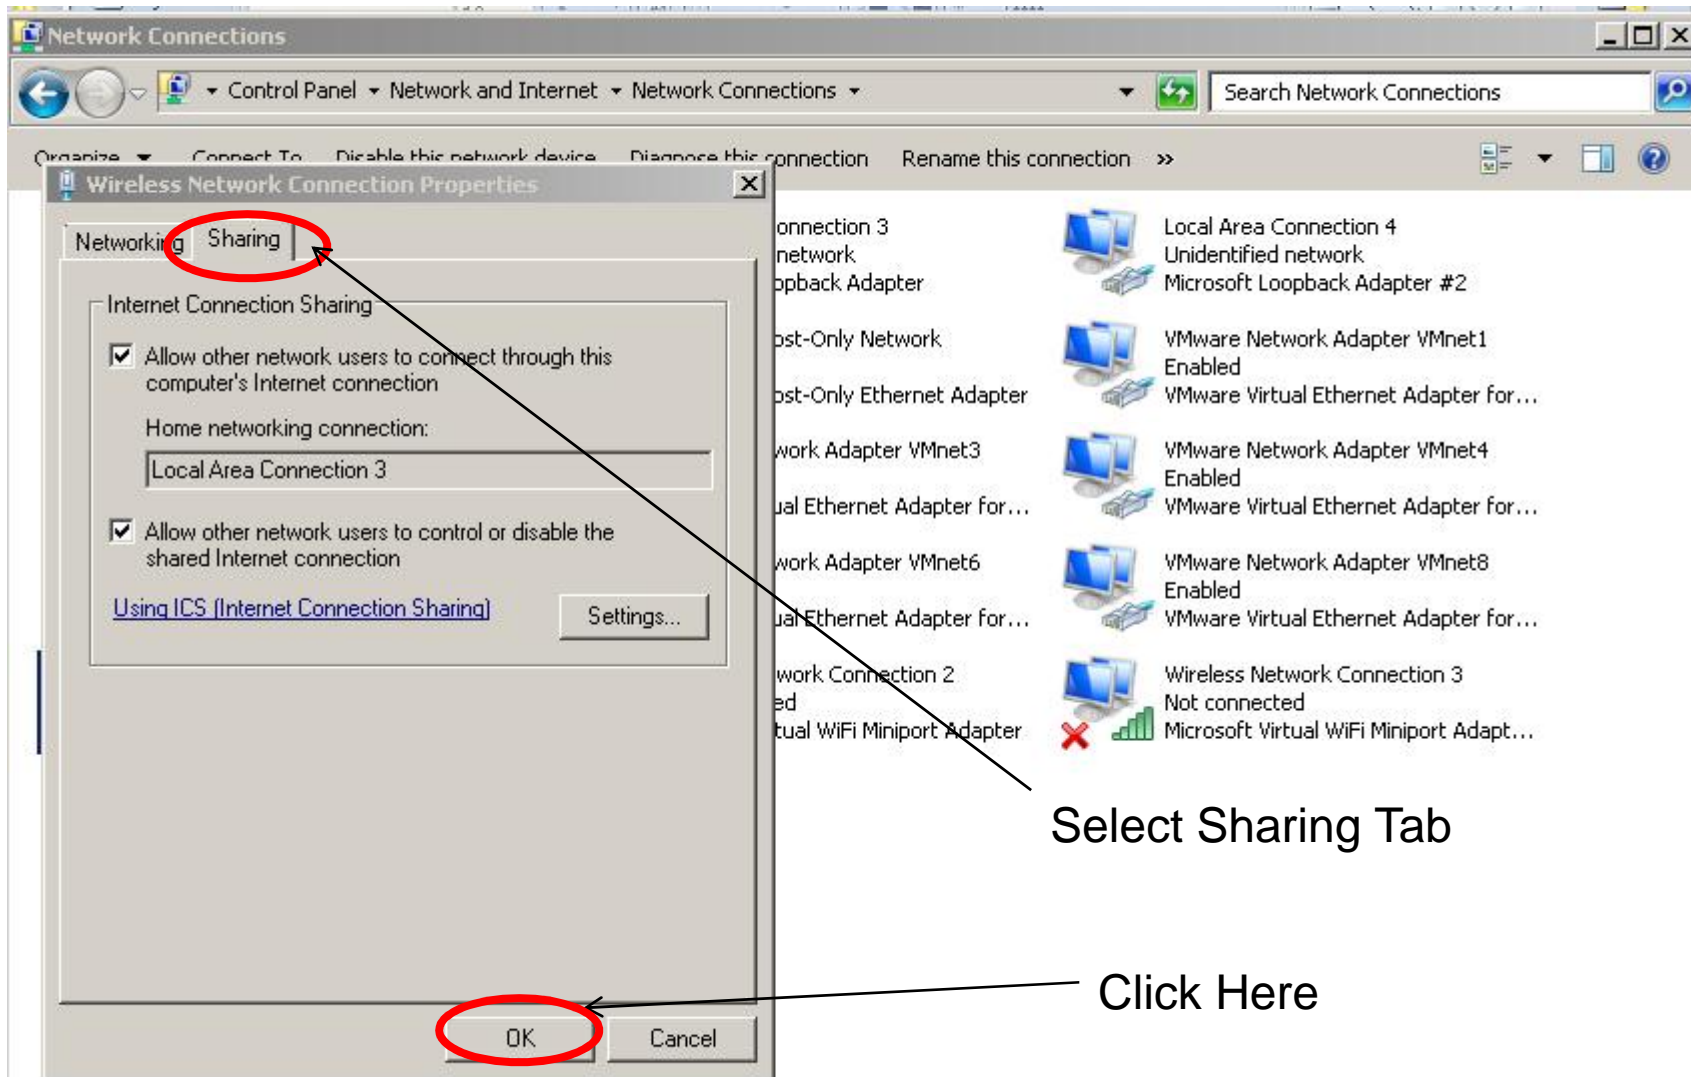 Network Connections
Control Panel Network and Internet Network Connections
Search Network Connections
Organize Connect To Disable this network device Diagnose this connection Rename this connection »
Wireless Network Connection Properties
Networking Sharing
Internet Connection Sharing
Allow other network users to connect through this
computer's Internet connection
Home networking connection:
Local Area Connection 3
Allow other network users to control or disable the
shared Internet connection
Using ICS (Internet Connection Sharing)
Settings...
OK Cancel
onnection 3
network
opback Adapter
Local Area Connection 4
Unidentified network
Microsoft Loopback Adapter #2
ost-Only Network
ost-Only Ethernet Adapter
VMware Network Adapter VMnet1
Enabled
VMware Virtual Ethernet Adapter for...
work Adapter VMnet3
ual Ethernet Adapter for...
VMware Network Adapter VMnet4
Enabled
VMware Virtual Ethernet Adapter for...
work Adapter VMnet6
ual Ethernet Adapter for...
VMware Network Adapter VMnet8
Enabled
VMware Virtual Ethernet Adapter for...
work Connection 2
ed
tual WiFi Miniport Adapter
Wireless Network Connection 3
Not connected
Microsoft Virtual WiFi Miniport Adapt...
Select Sharing Tab
Click Here